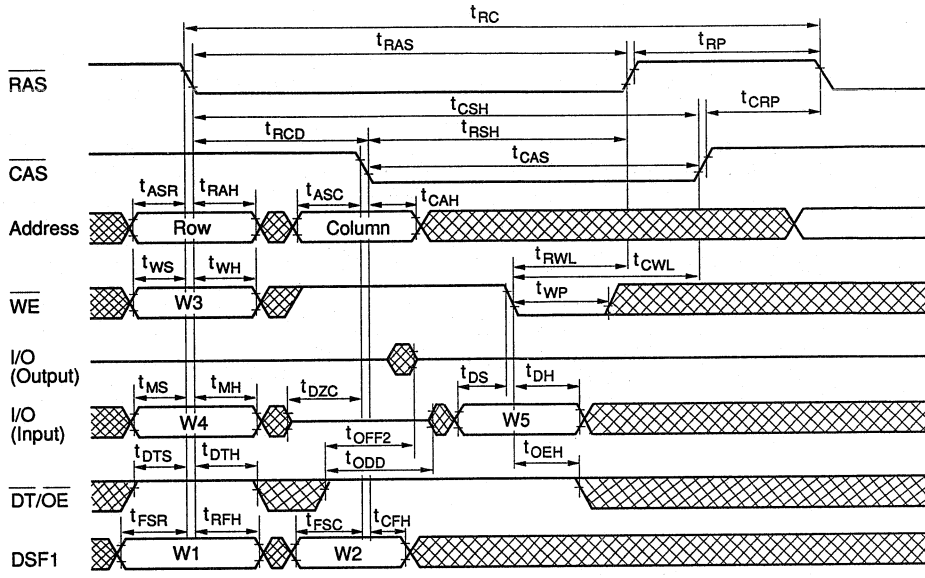 tRC
tRAS
tRP
RAS
tCSH
tCRP
tRCD
tRSH
CAS
tCAS
tASR
tRAH
tASC
tCAH
Address
Row
Column
tWS
tWH
tRWL
tCWL
WE
W3
tWP
I/O
(Output)
tMS
tMH
tDZC
tDS
tDH
I/O
(Input)
W4
W5
tOFF2
tODD
tOEH
tDTS
tDTH
DT/OE
tFSR
tRFH
tFSC
tCFH
DSF1
W1
W2